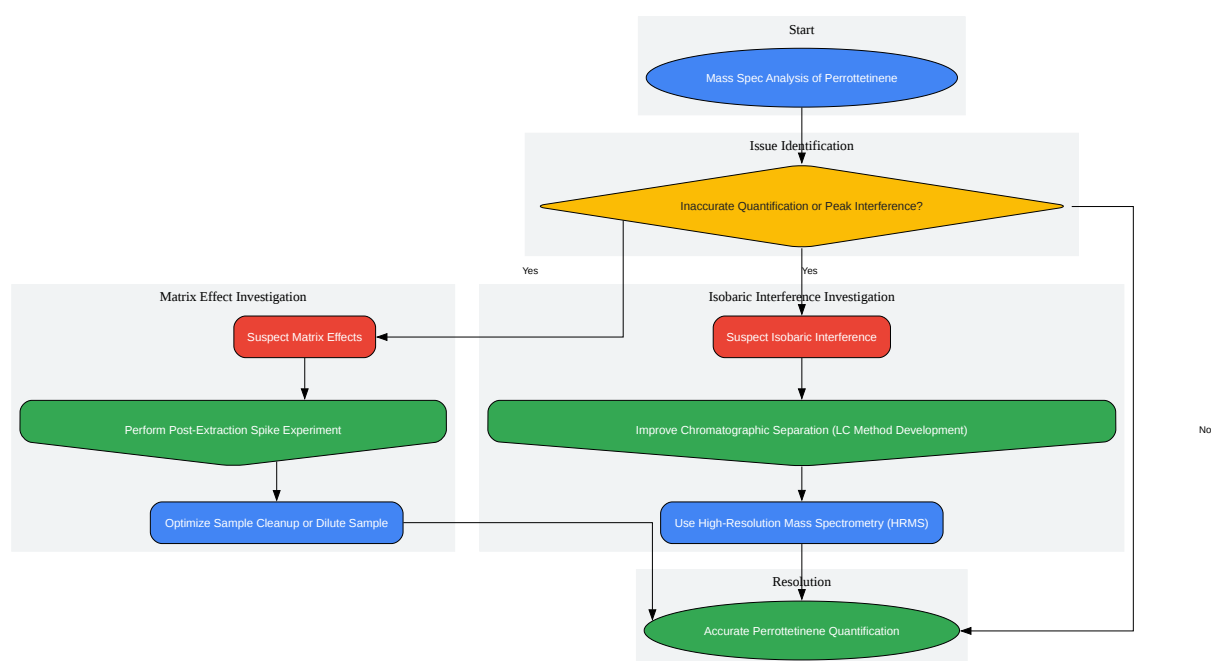 Start
Mass Spec Analysis of Perrottetinene
Issue Identification
Inaccurate Quantification or Peak Interference?
Yes
Yes
Matrix Effect Investigation
Isobaric Interference Investigation
Suspect Matrix Effects
Suspect Isobaric Interference
Perform Post-Extraction Spike Experiment
Improve Chromatographic Separation (LC Method Development)
No
Optimize Sample Cleanup or Dilute Sample
Use High-Resolution Mass Spectrometry (HRMS)
Resolution
Accurate Perrottetinene Quantification